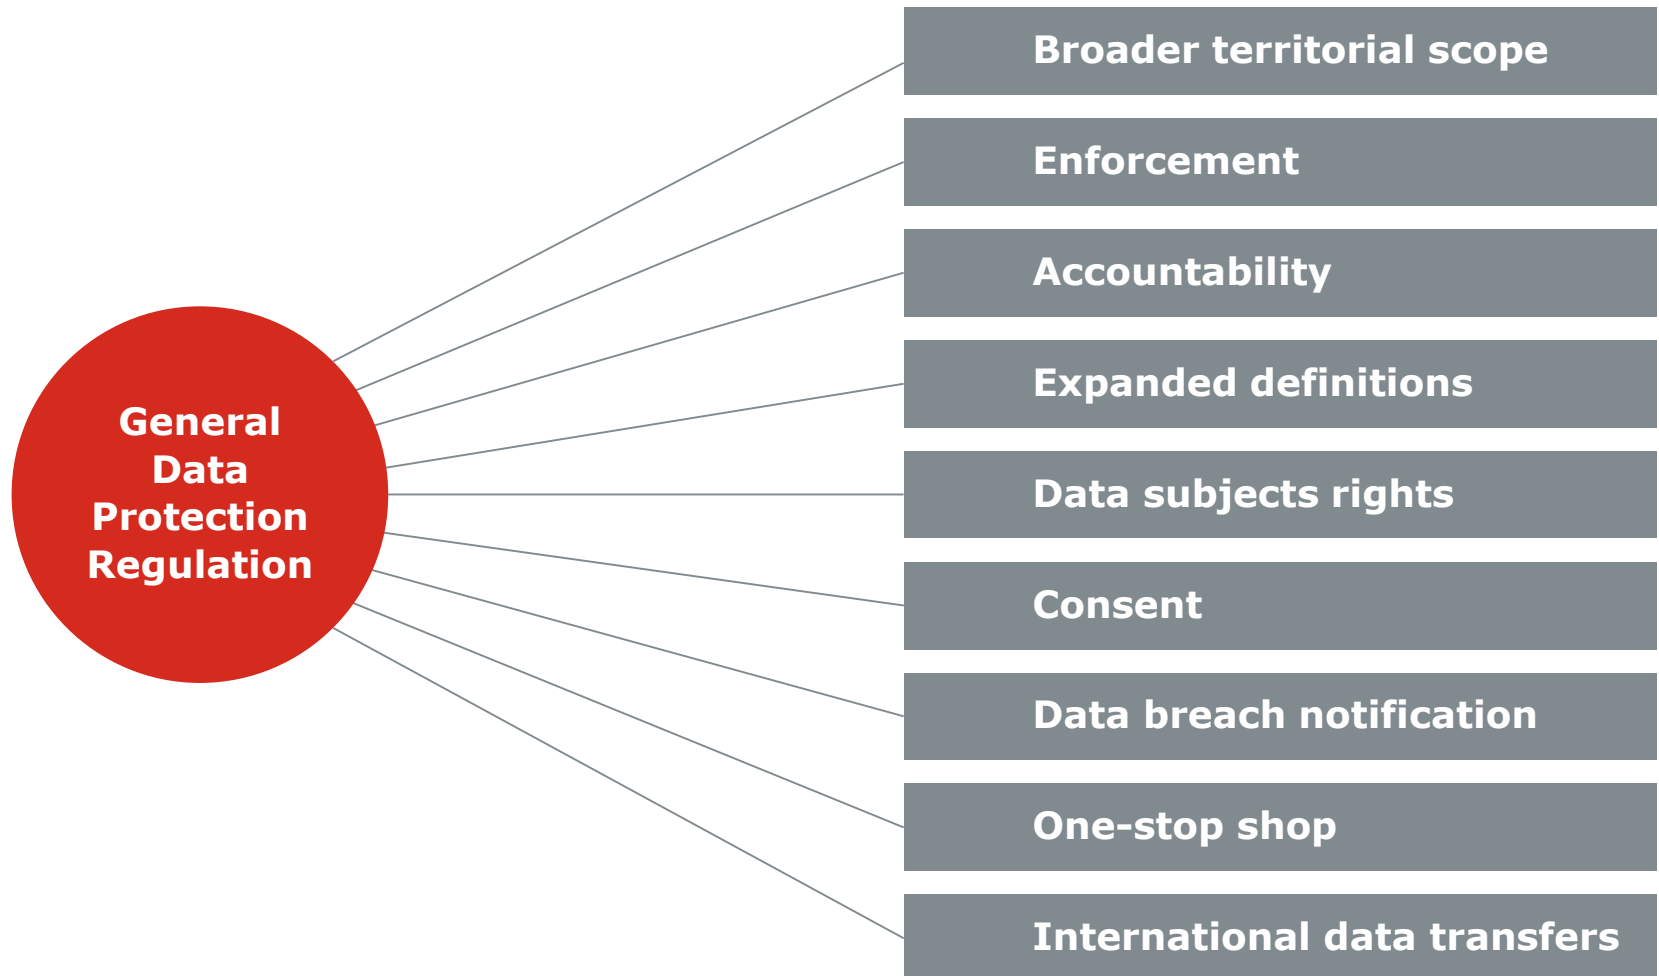 General
Data
Protection
Regulation
Broader territorial scope
Enforcement
Accountability
Expanded definitions
Data subjects rights
Consent
Data breach notification
One-stop shop
International data transfers